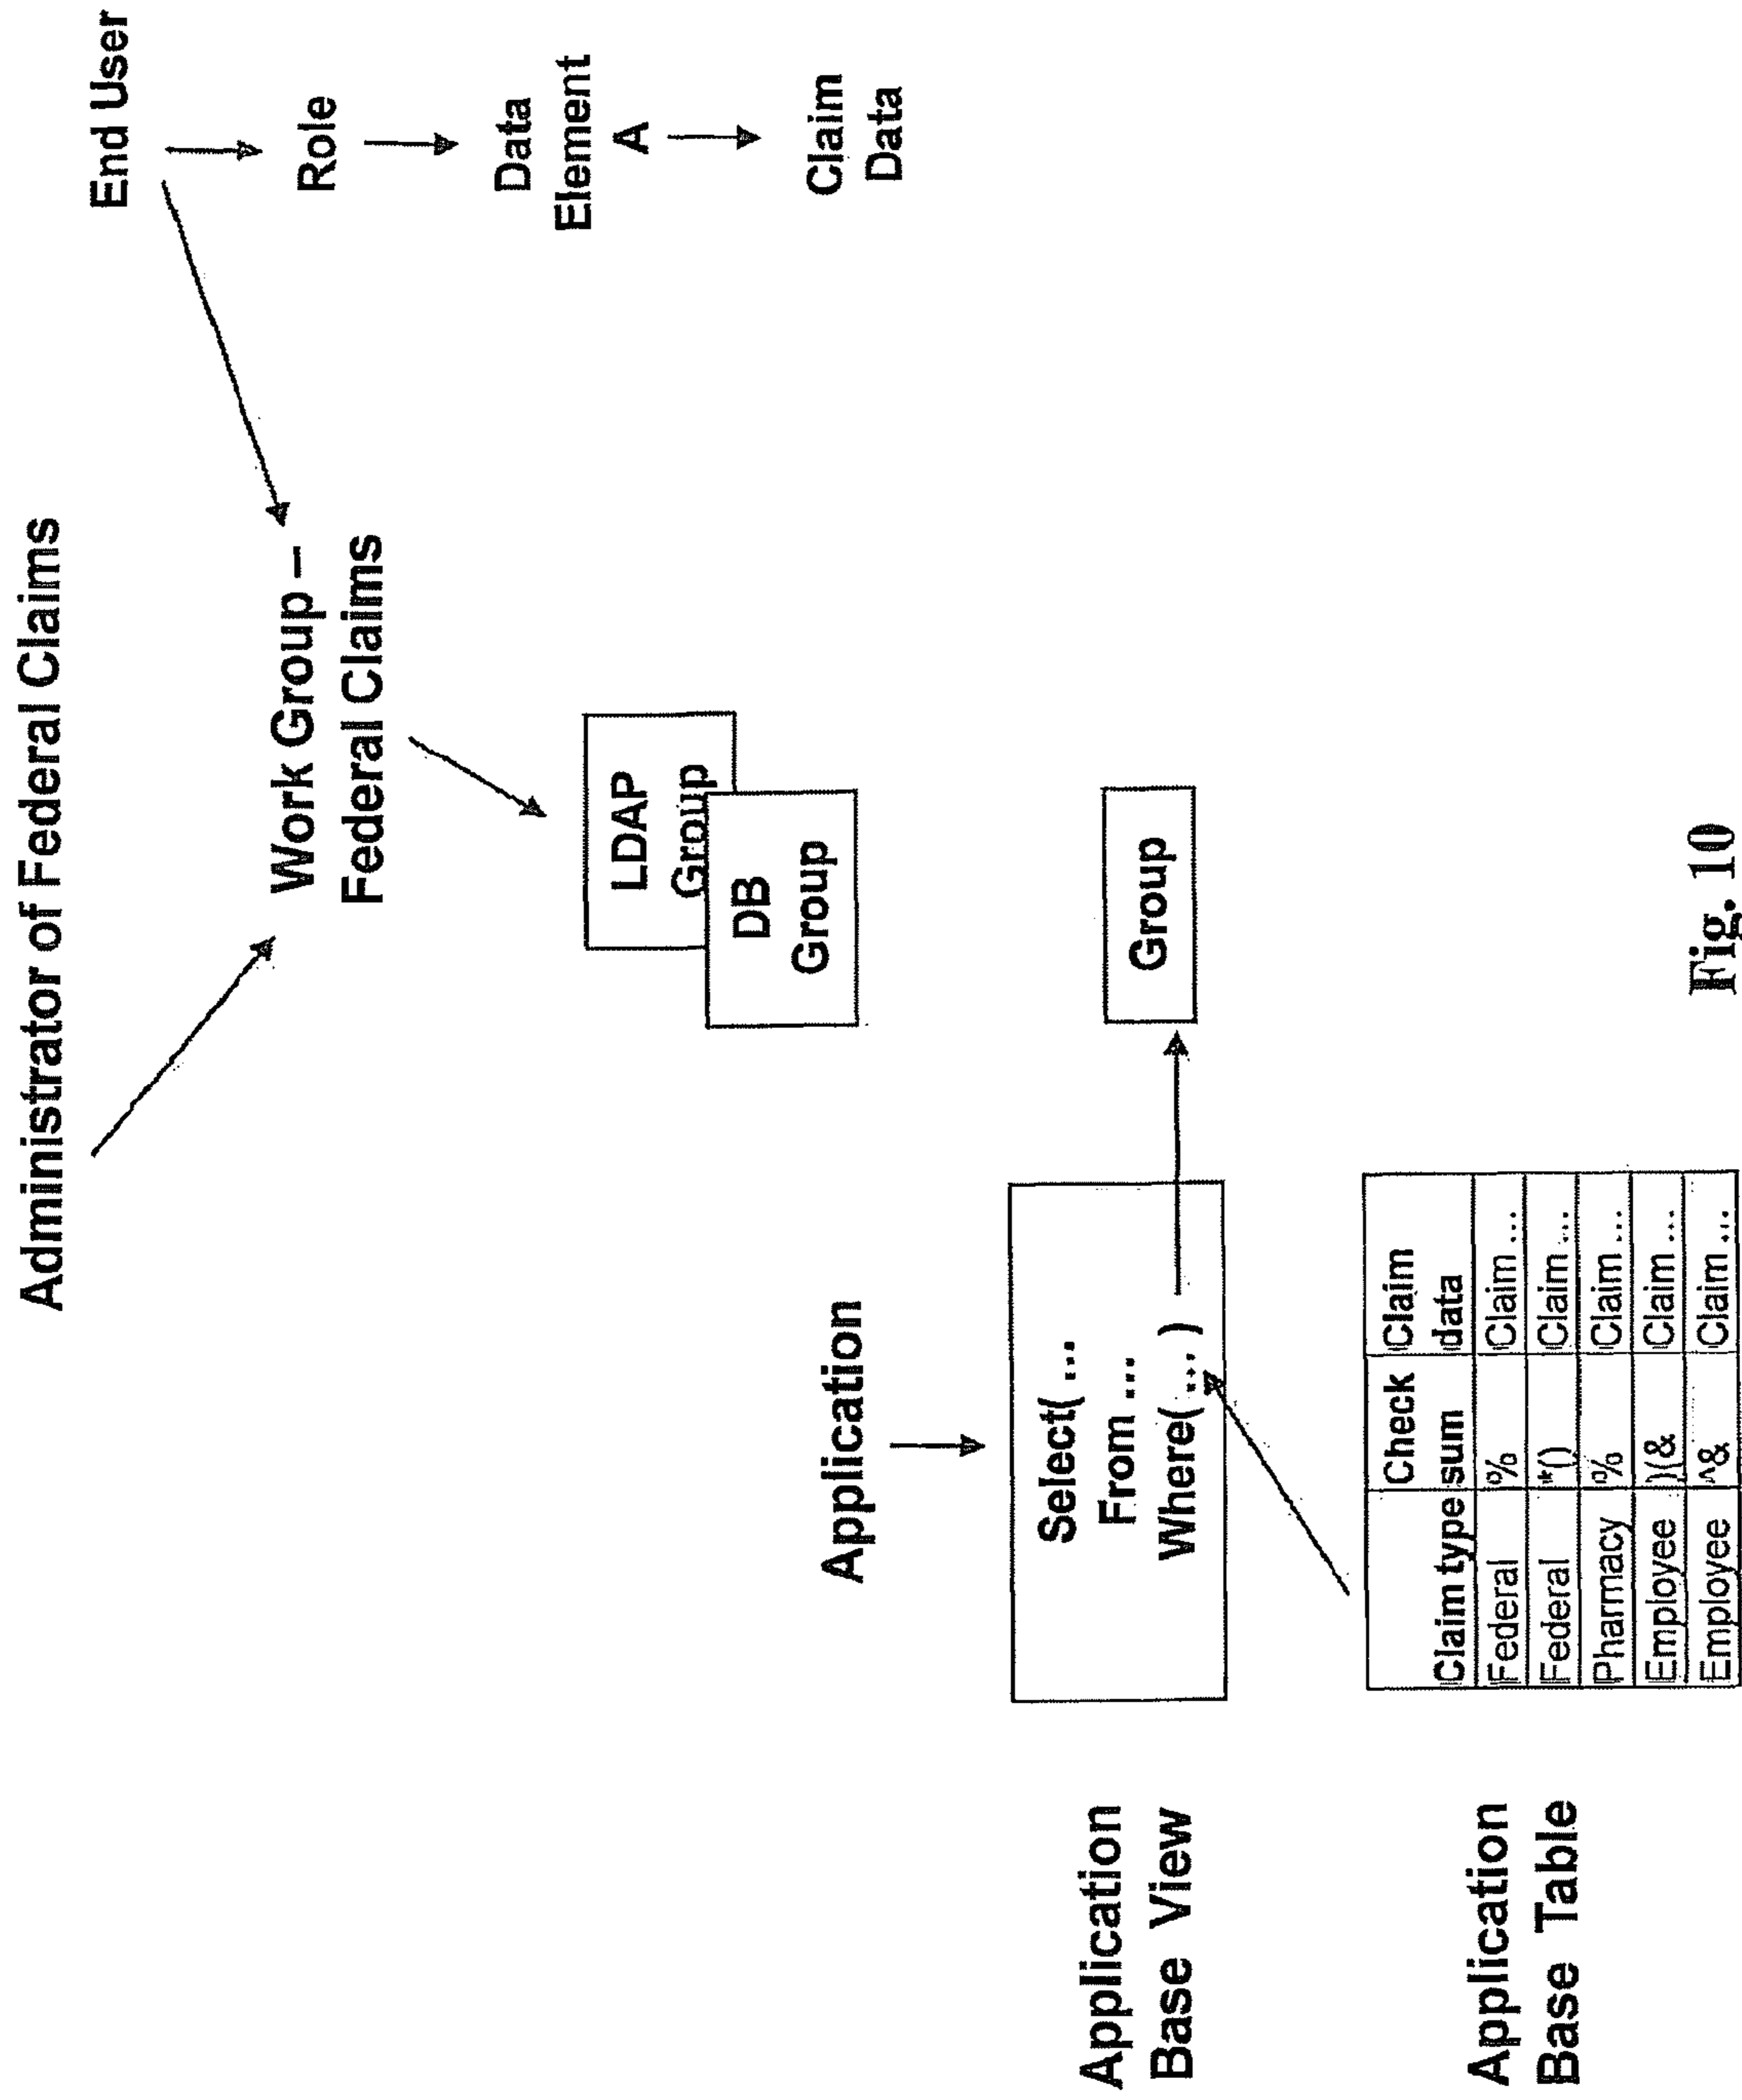 Administrator of Federal Claims
End User
Work Group –
Federal Claims
Role
LDAP
Group
DB
Group
Data
Element
A
Claim
Data
Application
Application
Base View
Select( ...
From ...
Where( ... )
Group
Application
Base Table
Claim type Check sum Claim data
Federal % Claim ...
Federal *() Claim ...
Pharmacy % Claim ...
Employee )(& Claim ...
Employee ^& Claim ...
Fig. 10